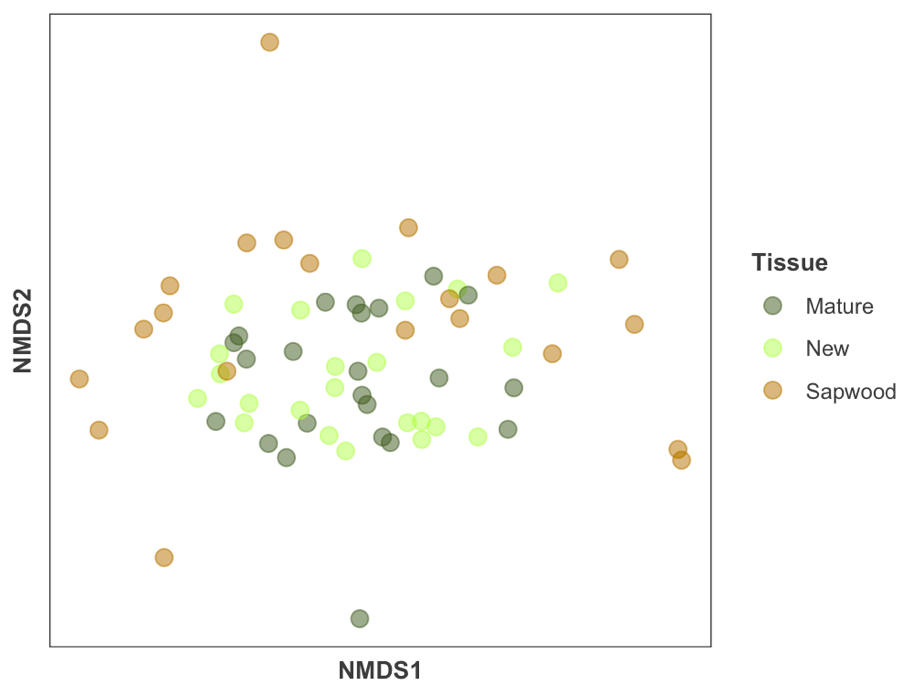 NMDS2
NMDS1
Tissue
Mature
New
Sapwood